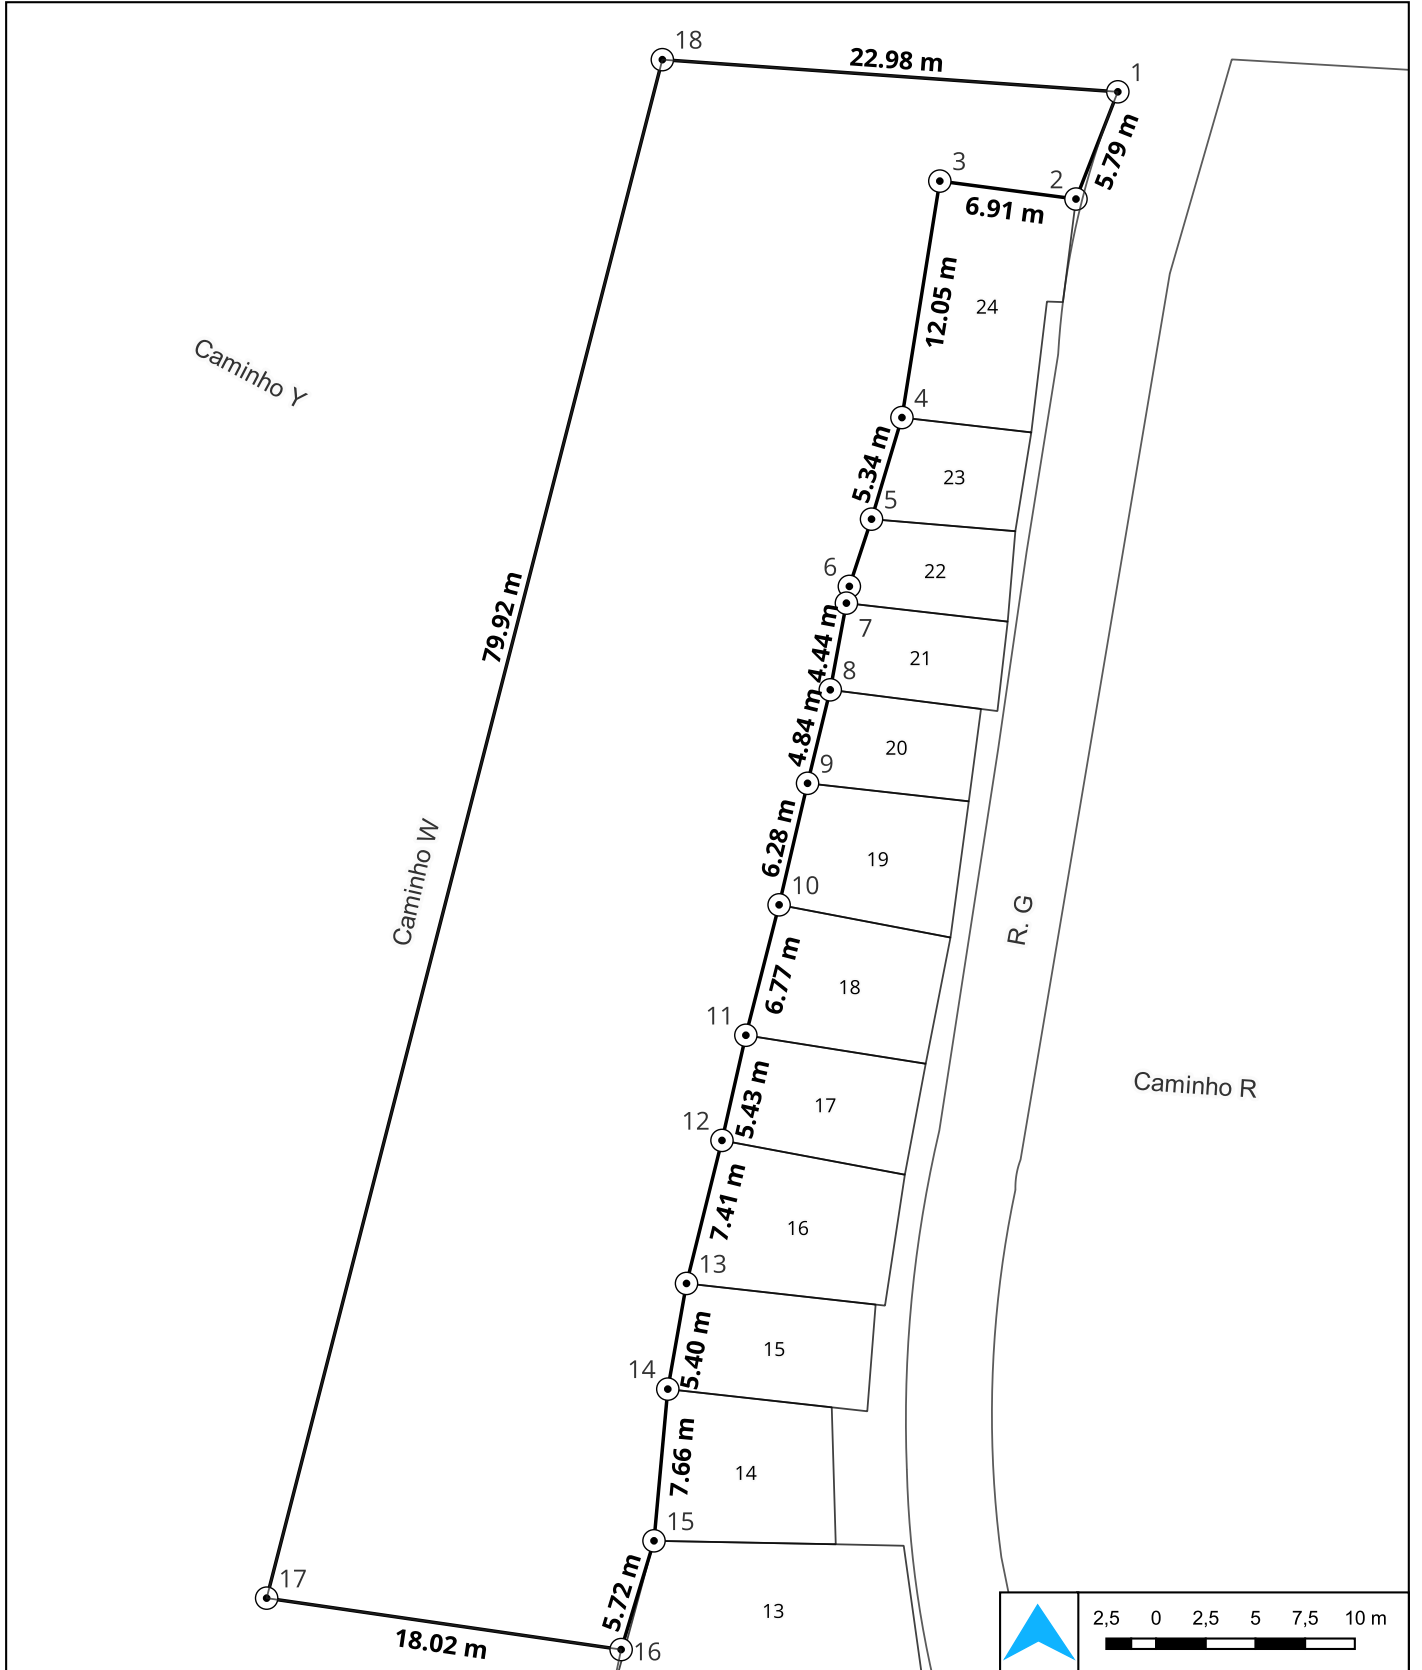 18
22.98 m
1
5.79 m
3
2
6.91 m
12.05 m
24
Caminho Y
4
5.34 m
23
5
6
22
7
4.44 m
21
79.92 m
8
4.84 m
20
9
6.28 m
19
Caminho W
10
R. G
6.77 m
18
11
Caminho R
5.43 m
17
12
7.41 m
16
13
5.40 m
15
14
7.66 m
14
15
5.72 m
17
13
18.02 m
16
2,5 0 2,5 5 7,5 10 m